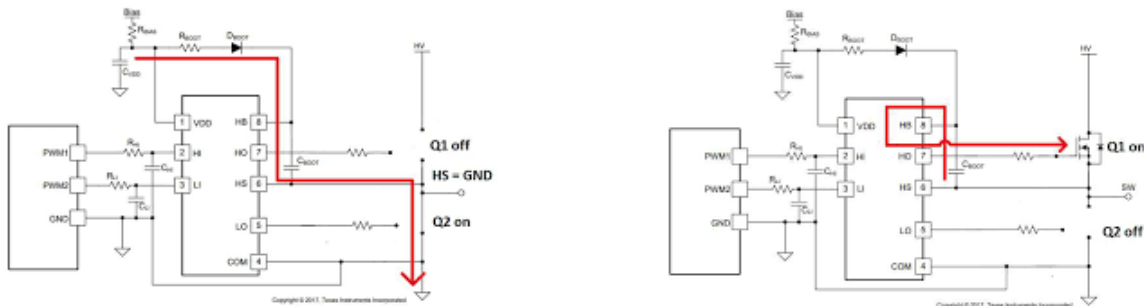 Bias
RBIAS
RBOOT
DBOOT
CVDD
HV
1 VDD HB 8
PWM1 RHI 2 HI HO 7 Q1 off
CHI CBOOT
PWM2 RLI 3 LI HS 6 HS = GND
CLI
GND LO 5 Q2 on
COM 4
Copyright © 2017, Texas Instruments Incorporated
Bias
RBIAS
RBOOT
DBOOT
CVDD
HV
1 VDD HB 8
PWM1 RHI 2 HI HO 7 Q1 on
CHI CBOOT
PWM2 RLI 3 LI HS 6
CLI SW
GND LO 5 Q2 off
COM 4
Copyright © 2017, Texas Instruments Incorporated